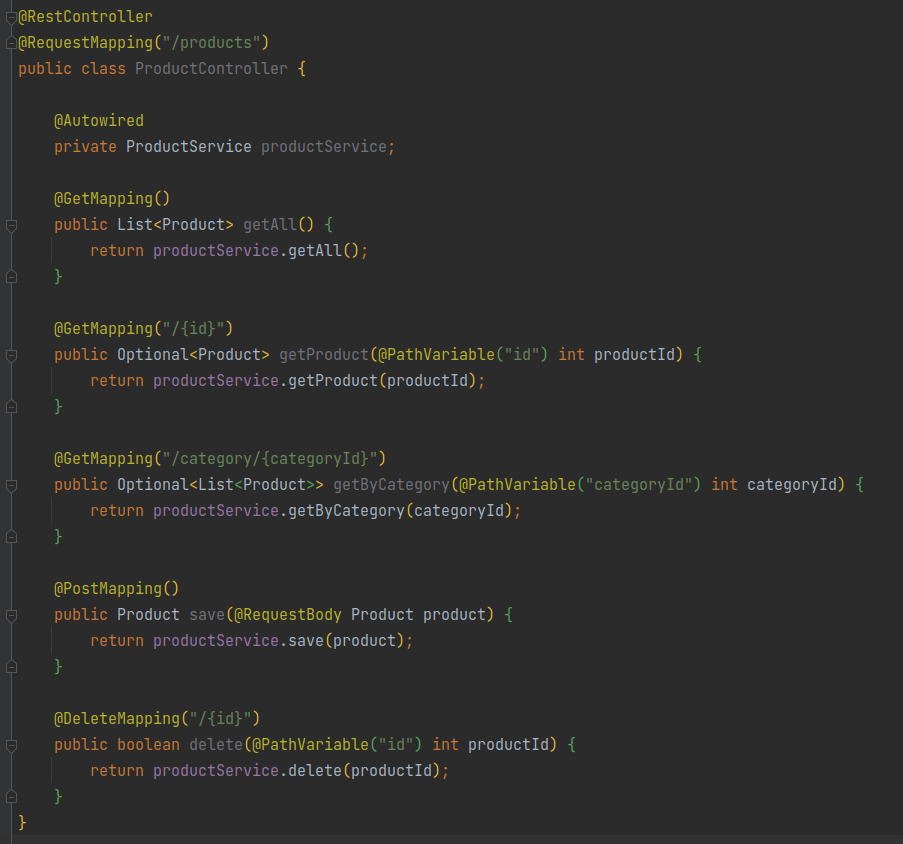 @RestController
@RequestMapping("/products")
public class ProductController {
@Autowired
private ProductService productService;
@GetMapping()
public List<Product> getAll() {
return productService.getAll();
}
@GetMapping("/{id}")
public Optional<Product> getProduct(@PathVariable("id") int productId) {
return productService.getProduct(productId);
}
@GetMapping("/category/{categoryId}")
public Optional<List<Product>> getByCategory(@PathVariable("categoryId") int categoryId) {
return productService.getByCategory(categoryId);
}
@PostMapping()
public Product save(@RequestBody Product product) {
return productService.save(product);
}
@DeleteMapping("/{id}")
public boolean delete(@PathVariable("id") int productId) {
return productService.delete(productId);
}
}